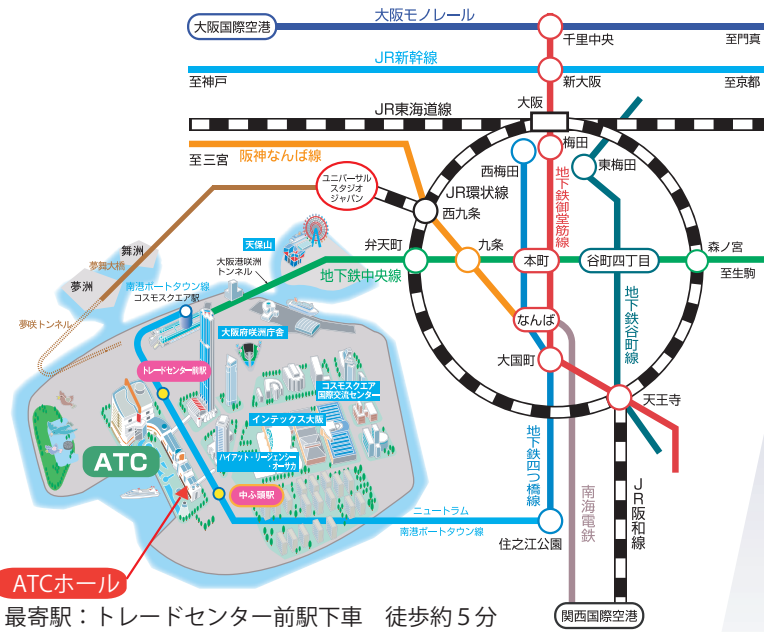 大阪モノレール
大阪国際空港
千里中央
至門真
JR新幹線
至神戸
新大阪
至京都
大阪
JR東海道線
梅田
阪神なんば線
至三宮
西梅田
東梅田
ユニバーサル
スタジオ
ジャパン
JR環状線
地下鉄御堂筋線
西九条
天保山
弁天町
九条
本町
谷町四丁目
森ノ宮
至生駒
舞洲
大阪港咲洲
トンネル
夢舞大橋
地下鉄中央線
夢洲
南港ポートタウン線
コスモスクエア駅
地下鉄谷町線
夢咲トンネル
大阪府咲洲庁舎
なんば
大国町
トレードセンター前駅
コスモスクエア
国際交流センター
天王寺
インテックス大阪
ATC
ハイアット・リージェンシー
・オーサカ
地下鉄四つ橋線
中ふ頭駅
南海電鉄
JR阪和線
ニュートラム
南港ポートタウン線
住之江公園
ATCホール
最寄駅：トレードセンター前駅下車　徒歩約５分
関西国際空港